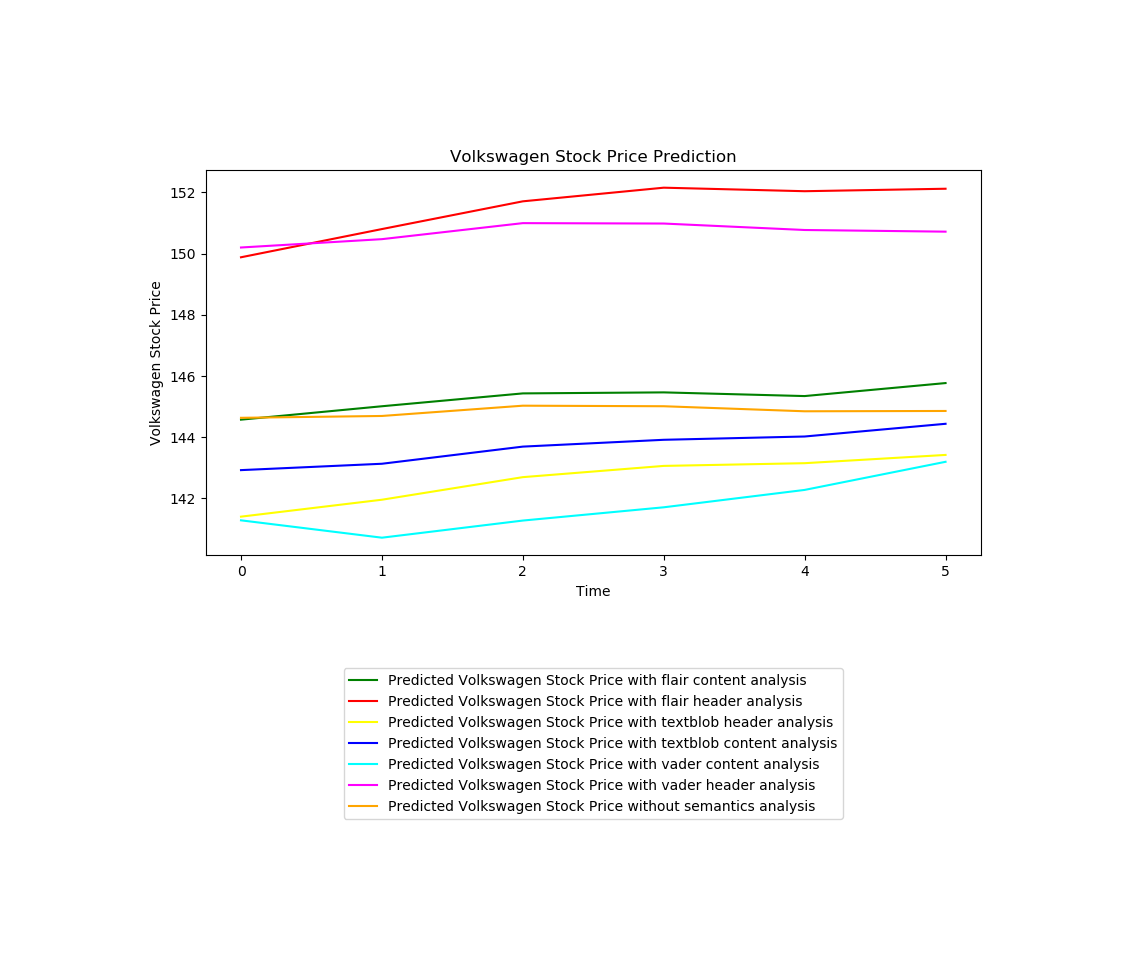 Volkswagen Stock Price Prediction
Volkswagen Stock Price
152
150
148
146
144
142
0 1 2 3 4 5
Time
Predicted Volkswagen Stock Price with flair content analysis
Predicted Volkswagen Stock Price with flair header analysis
Predicted Volkswagen Stock Price with textblob header analysis
Predicted Volkswagen Stock Price with textblob content analysis
Predicted Volkswagen Stock Price with vader content analysis
Predicted Volkswagen Stock Price with vader header analysis
Predicted Volkswagen Stock Price without semantics analysis